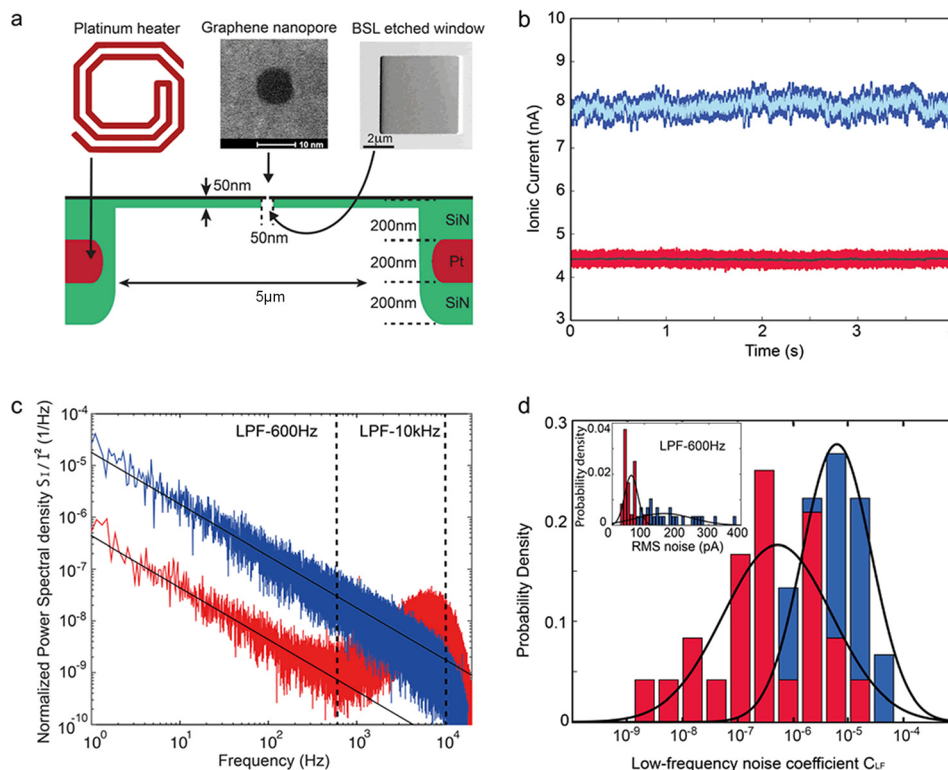 a
Platinum heater
Graphene nanopore
BSL etched window
10 nm
2μm
50nm
50nm
200nm
SiN
200nm
Pt
200nm
SiN
5μm
b
Ionic Current (nA)
10
9
8
7
6
5
4
3
0
1
2
3
Time (s)
c
Normalized Power Spectral density S_I/I² (1/Hz)
10⁻⁴
10⁻⁵
10⁻⁶
10⁻⁷
10⁻⁸
10⁻⁹
10⁻¹⁰
LPF-600Hz
LPF-10kHz
10⁰
10¹
10²
10³
10⁴
Frequency (Hz)
d
Probability Density
0.3
0.2
0.1
0
Probability density
0.04
0.02
0
LPF-600Hz
0
100
200
300
400
RMS noise (pA)
10⁻⁹
10⁻⁸
10⁻⁷
10⁻⁶
10⁻⁵
10⁻⁴
Low-frequency noise coefficient C_LF